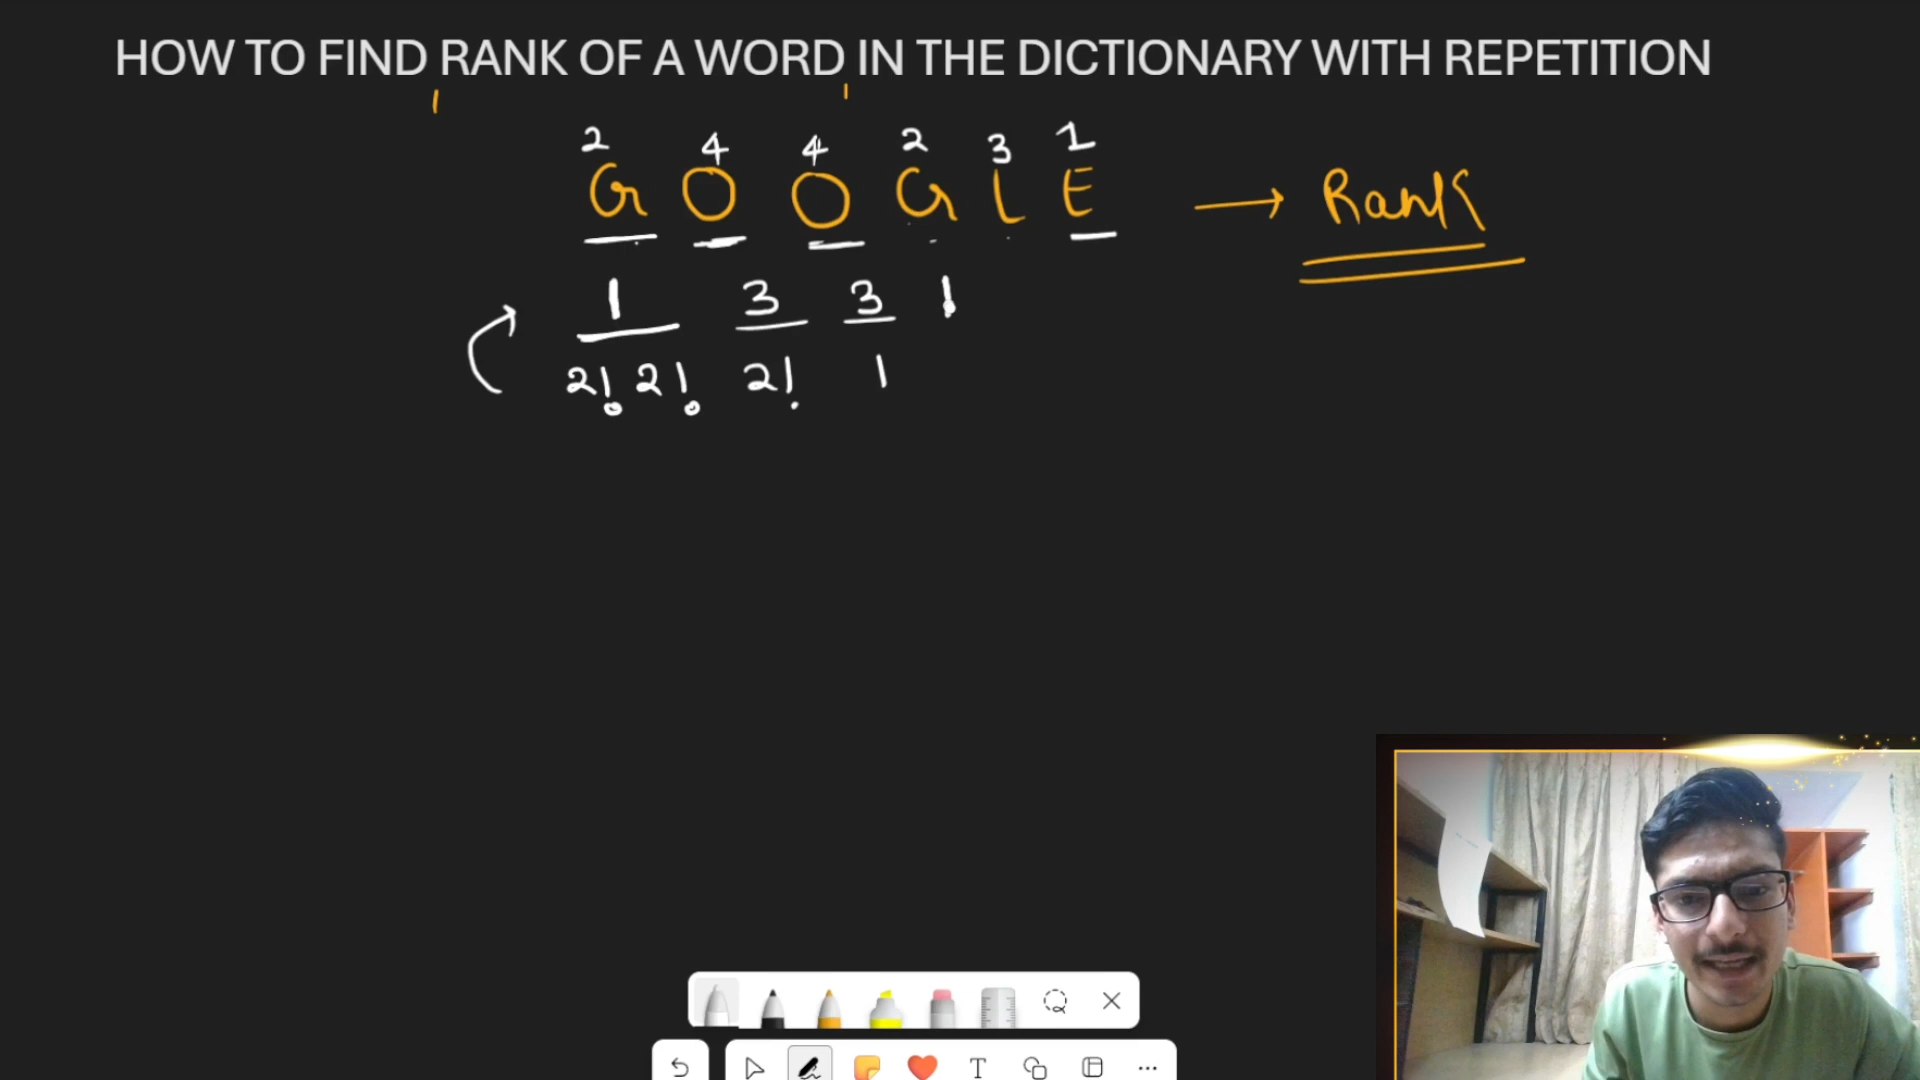 HOW TO FIND RANK OF A WORD IN THE DICTIONARY WITH REPETITION
2 4 4 2 3 1
G O O G L E → Rank
1 3 3 1
2! 2! 2! 1
T